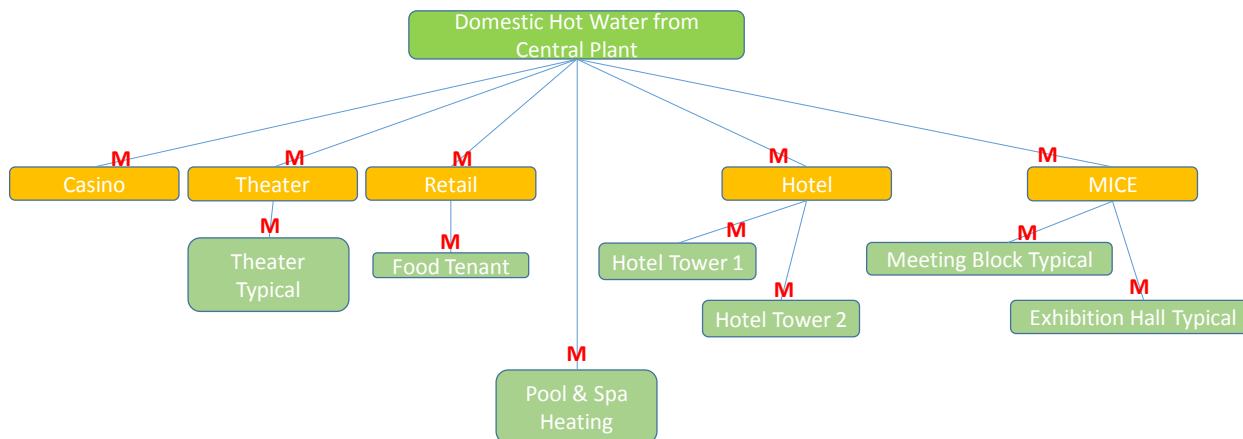 Domestic Hot Water from
Central Plant
M
M
M
M
M
Casino
Theater
Retail
Hotel
MICE
M
M
M
M
Theater
Typical
Food Tenant
Hotel Tower 1
Meeting Block Typical
M
M
Hotel Tower 2
Exhibition Hall Typical
M
Pool & Spa
Heating